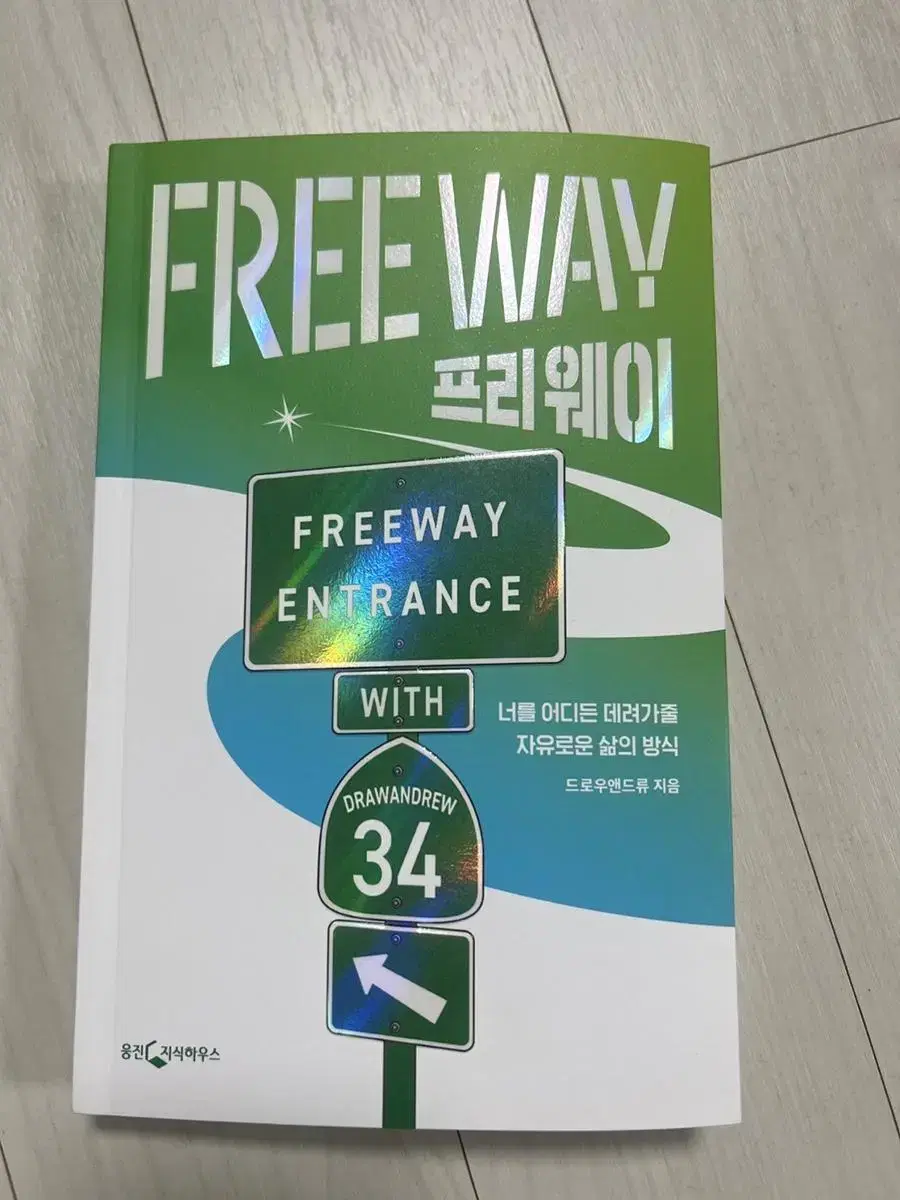 FREE WAY
프리웨이
FREEWAY
ENTRANCE
WITH
너를 어디든 데려가줄
자유로운 삶의 방식
드로우앤드류 지음
DRAWANDREW
34
웅진 지식하우스